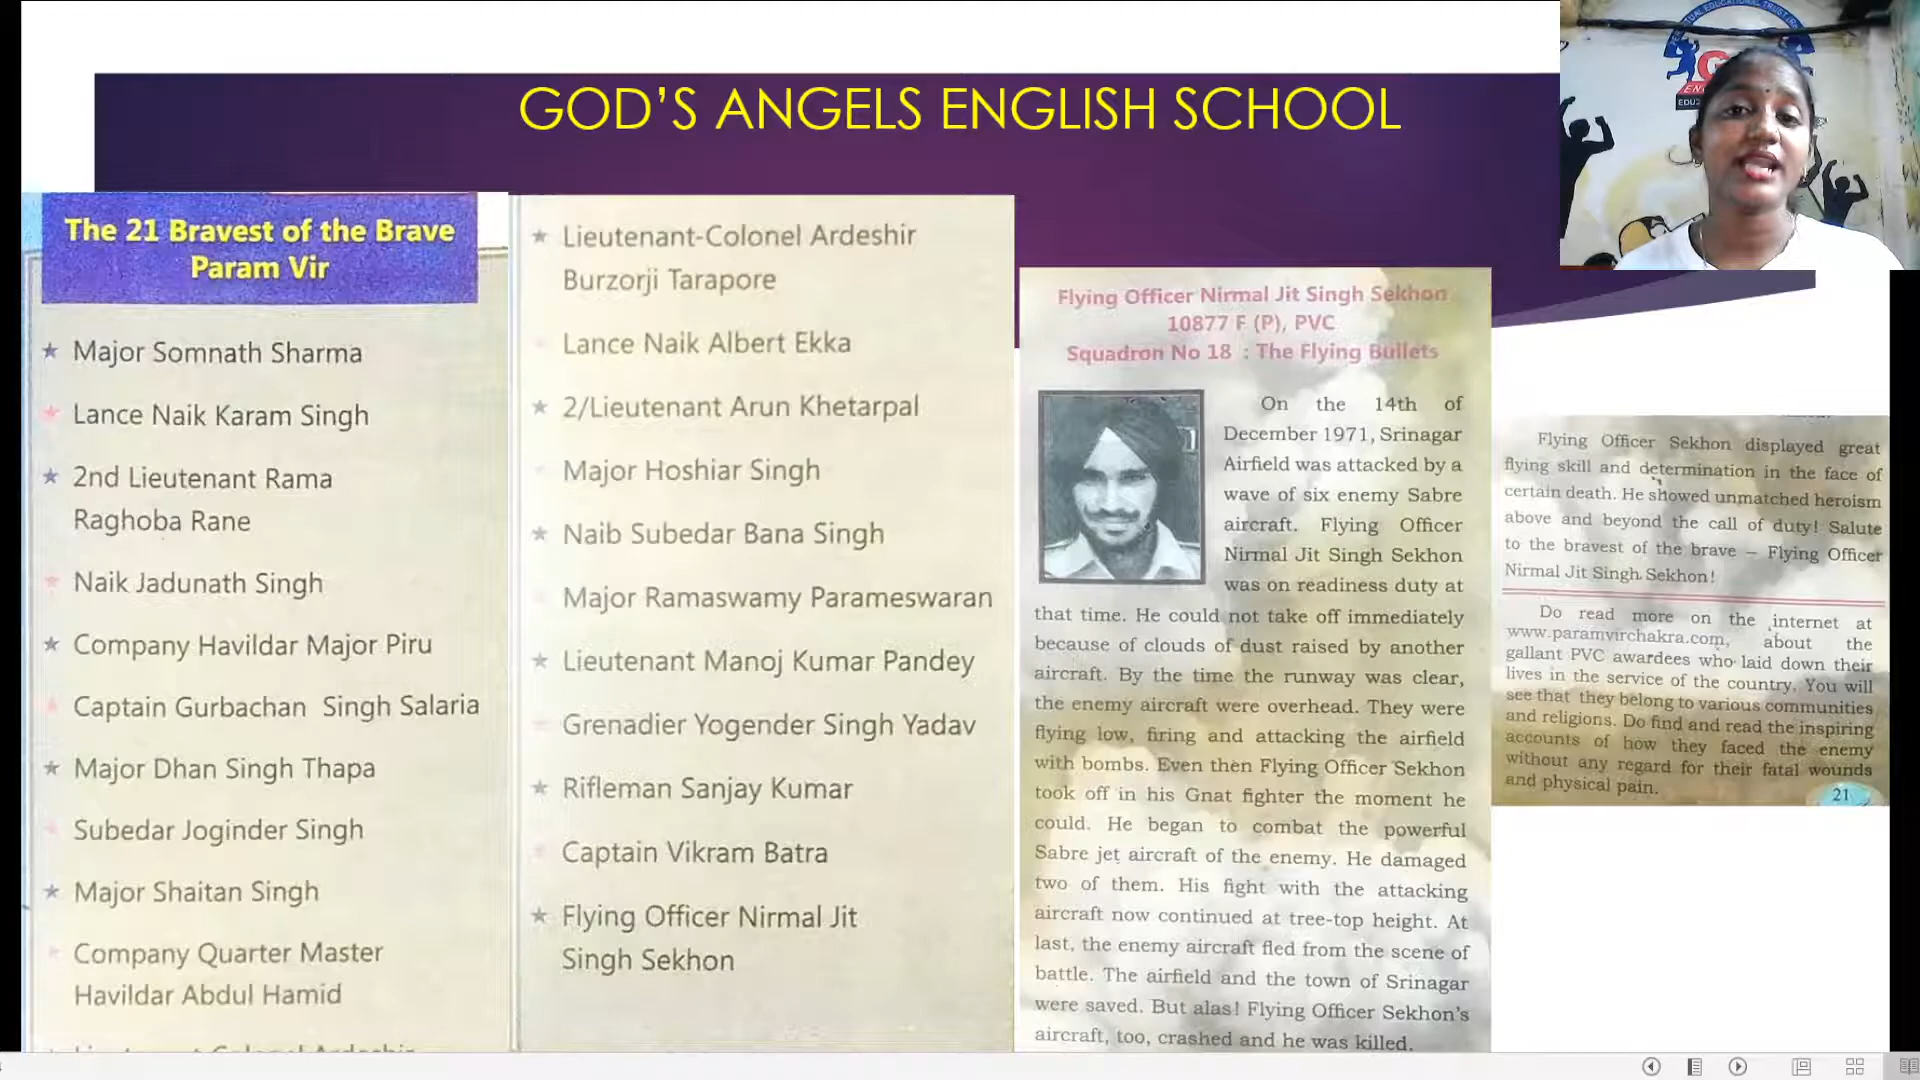 GOD'S ANGELS ENGLISH SCHOOL
The 21 Bravest of the Brave
Param Vir
Major Somnath Sharma
Lance Naik Karam Singh
2nd Lieutenant Rama
Raghoba Rane
Naik Jadunath Singh
Company Havildar Major Piru
Captain Gurbachan Singh Salaria
Major Dhan Singh Thapa
Subedar Joginder Singh
Major Shaitan Singh
Company Quarter Master
Havildar Abdul Hamid
Lieutenant-Colonel Ardeshir
Burzorji Tarapore
Lance Naik Albert Ekka
2/Lieutenant Arun Khetarpal
Major Hoshiar Singh
Naib Subedar Bana Singh
Major Ramaswamy Parameswaran
Lieutenant Manoj Kumar Pandey
Grenadier Yogender Singh Yadav
Rifleman Sanjay Kumar
Captain Vikram Batra
Flying Officer Nirmal Jit
Singh Sekhon
Flying Officer Nirmal Jit Singh Sekhon
10877 F (P), PVC
Squadron No 18 : The Flying Bullets
On the 14th of
December 1971, Srinagar
Airfield was attacked by a
wave of six enemy Sabre
aircraft. Flying Officer
Nirmal Jit Singh Sekhon
was on readiness duty at
that time. He could not take off immediately
because of clouds of dust raised by another
aircraft. By the time the runway was clear,
the enemy aircraft were overhead. They were
flying low, firing and attacking the airfield
with bombs. Even then Flying Officer Sekhon
took off in his Gnat fighter the moment he
could. He began to combat the powerful
Sabre jet aircraft of the enemy. He damaged
two of them. His fight with the attacking
aircraft now continued at tree-top height. At
last, the enemy aircraft fled from the scene of
battle. The airfield and the town of Srinagar
were saved. But alas! Flying Officer Sekhon's
aircraft, too, crashed and he was killed.
Flying Officer Sekhon displayed great
flying skill and determination in the face of
certain death. He showed unmatched heroism
above and beyond the call of duty! Salute
to the bravest of the brave – Flying Officer
Nirmal Jit Singh Sekhon!
Do read more on the internet at
www.paramvirchakra.com, about the
gallant PVC awardees who laid down their
lives in the service of the country. You will
see that they belong to various communities
and religions. Do find and read the inspiring
accounts of how they faced the enemy
without any regard for their fatal wounds
and physical pain.
21